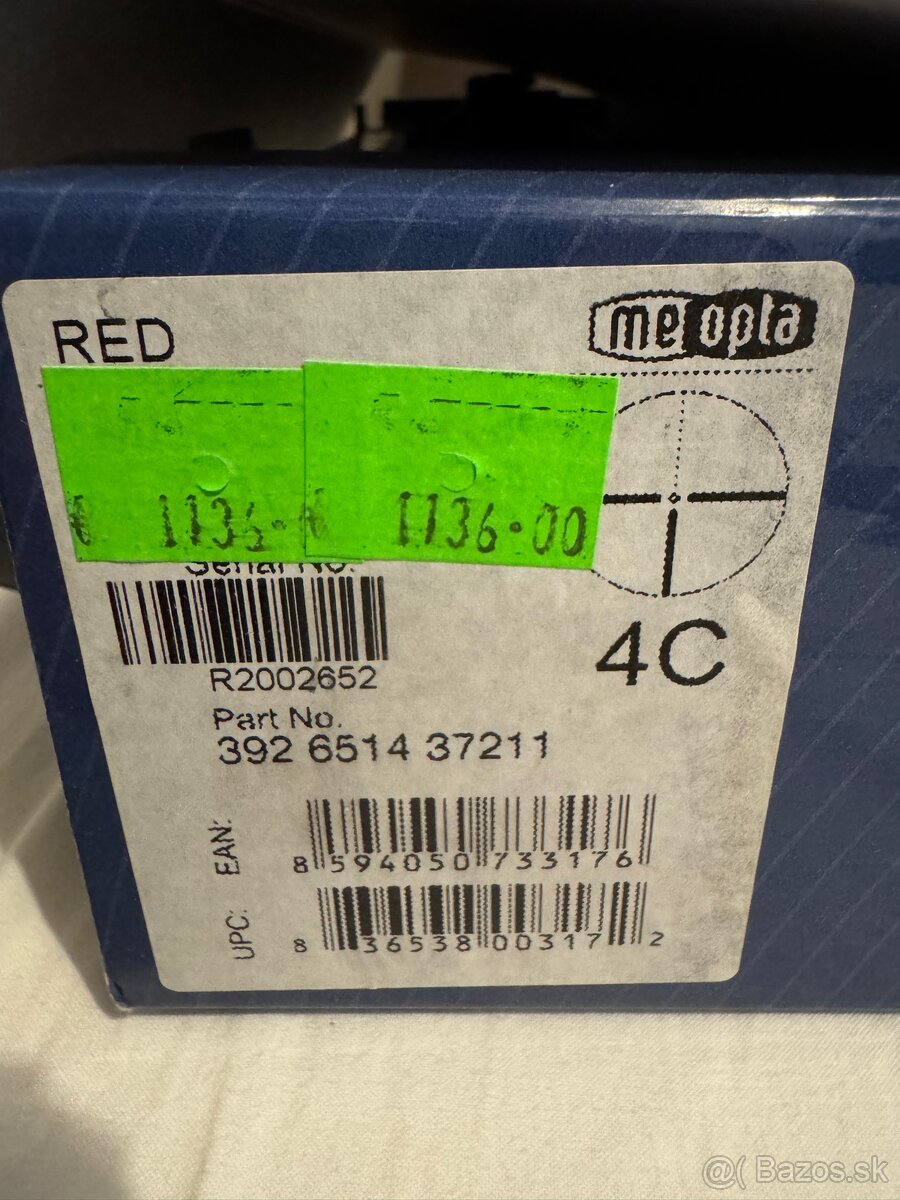 RED
meopta
€ 1136.
€ 1136.00
Serial No.
4C
R2002652
Part No.
392 6514 37211
EAN:
8 594050 733176
UPC:
8 36538 00317 2
@( Bazos.sk